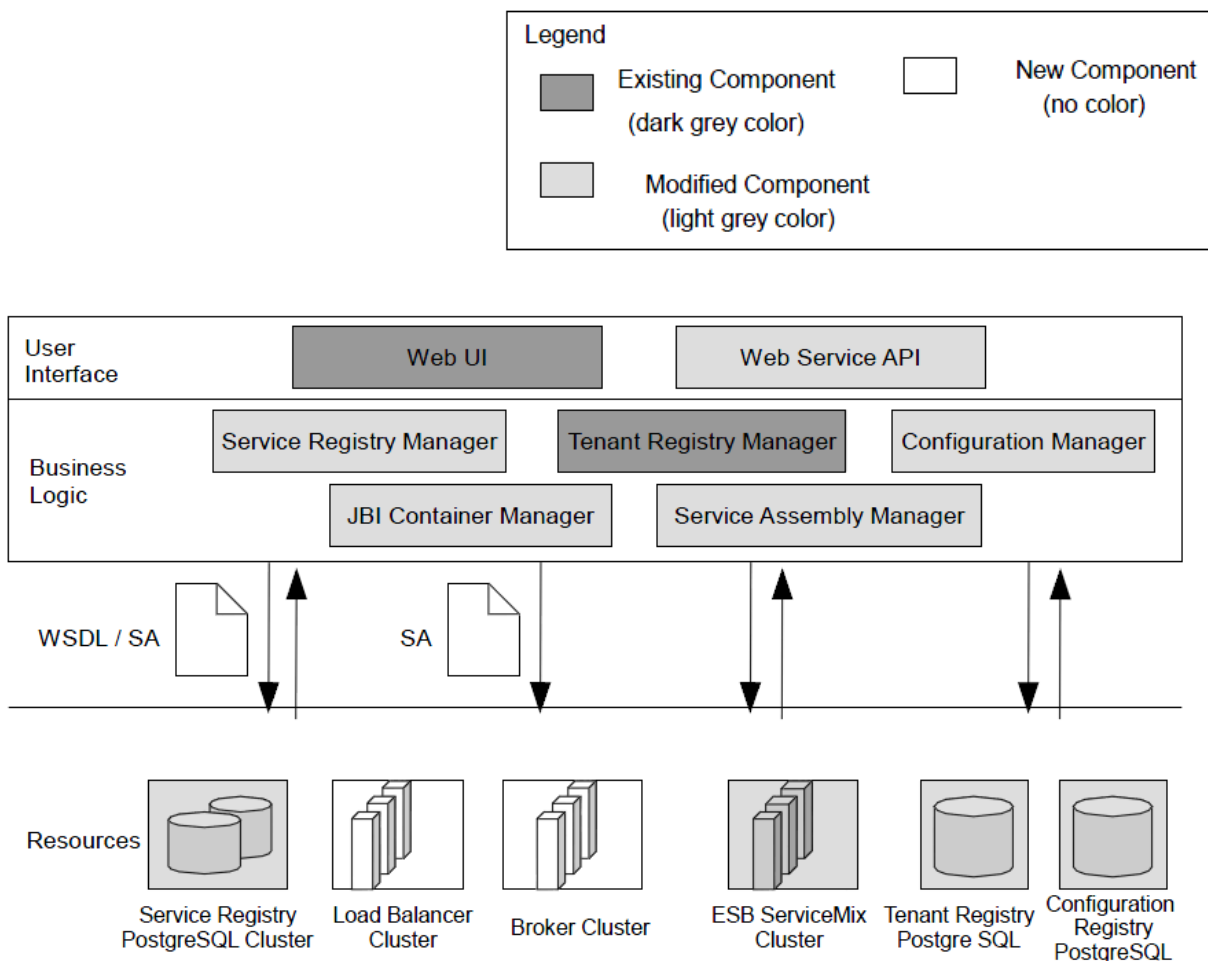 Legend
Existing Component
(dark grey color)
New Component
(no color)
Modified Component
(light grey color)
User
Interface
Web UI
Web Service API
Business
Logic
Service Registry Manager
Tenant Registry Manager
Configuration Manager
JBI Container Manager
Service Assembly Manager
WSDL / SA
SA
Resources
Service Registry
PostgreSQL Cluster
Load Balancer
Cluster
Broker Cluster
ESB ServiceMix
Cluster
Tenant Registry
Postgre SQL
Configuration
Registry
PostgreSQL